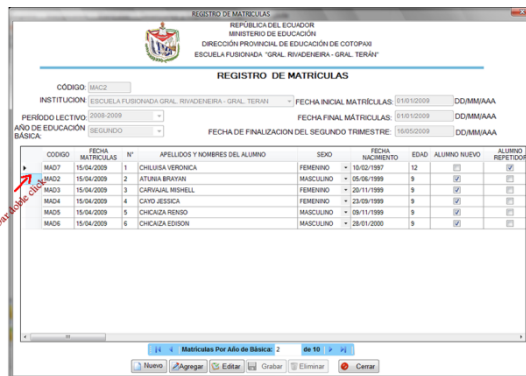 REGISTRO DE MATRICULAS
REPÚBLICA DEL ECUADOR
MINISTERIO DE EDUCACIÓN
DIRECCIÓN PROVINCIAL DE EDUCACIÓN DE COTOPAXI
ESCUELA FUSIONADA "GRAL. RIVADENEIRA - GRAL. TERÁN"
REGISTRO DE MATRÍCULAS
CÓDIGO: MAC2
INSTITUCION: ESCUELA FUSIONADA GRAL. RIVADENEIRA - GRAL. TERAN FECHA INICIAL MATRÍCULAS: 01/01/2009 DD/MM/AAA
PERÍODO LECTIVO: 2008-2009 FECHA FINAL MÁTRICULAS: 01/01/2009 DD/MM/AAA
AÑO DE EDUCACIÓN BÁSICA: SEGUNDO FECHA DE FINALIZACION DEL SEGUNDO TRIMESTRE: 16/05/2009 DD/MM/AAA
CODIGO FECHA MATRICULAS N° APELLIDOS Y NOMBRES DEL ALUMNO SEXO FECHA NACIMIENTO EDAD ALUMNO NUEVO ALUMNO REPETIDOR
MAD7 15/04/2009 1 CHILUISA VERONICA FEMENINO 10/02/1997 12
MAD2 15/04/2009 2 ATUNIA BRAYAN MASCULINO 05/06/1999 9
MAD3 15/04/2009 3 CARVAJAL MISHELL FEMENINO 20/11/1999 9
MAD4 15/04/2009 4 CAYO JESSICA FEMENINO 23/09/1999 9
MAD5 15/04/2009 5 CHICAIZA RENSO MASCULINO 09/11/1999 9
MAD6 15/04/2009 6 CHICAIZA EDISON MASCULINO 28/01/2000 9
doble click
Matriculas Por Año de Básica: 2 de 10
Nuevo Agregar Editar Grabar Eliminar Cerrar